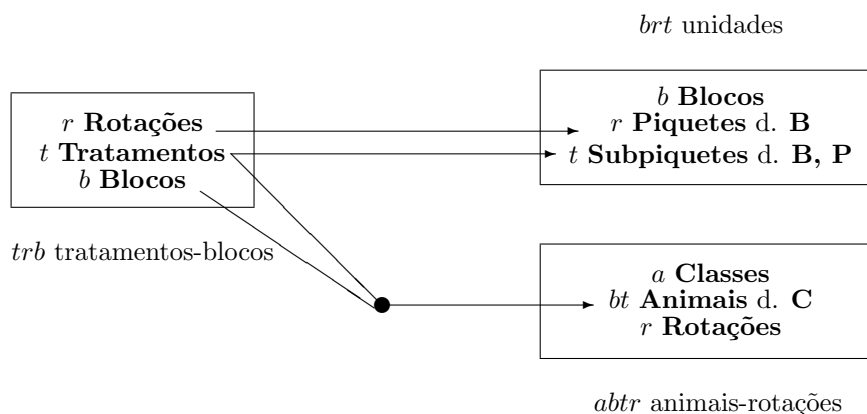 brt unidades
r Rotações
t Tratamentos
b Blocos
trb tratamentos-blocos
b Blocos
r Piquetes d. B
t Subpiquetes d. B, P
a Classes
bt Animais d. C
r Rotações
abtr animais-rotações